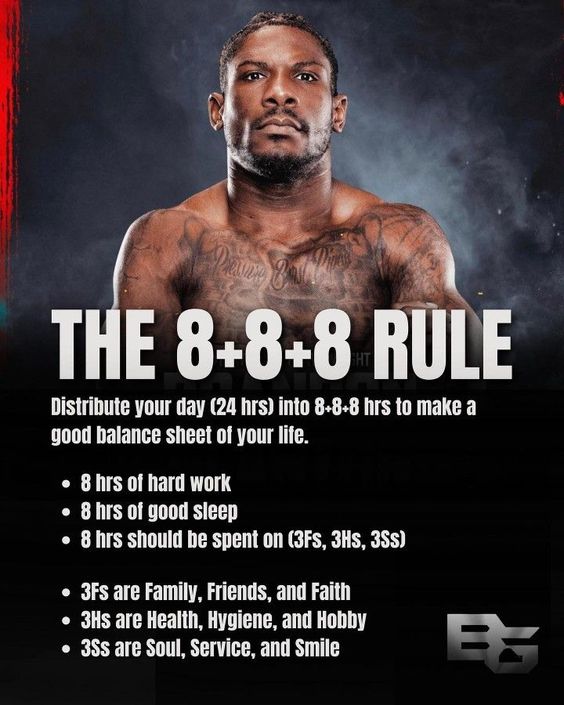 THE 8+8+8 RULE
Distribute your day (24 hrs) into 8+8+8 hrs to make a
good balance sheet of your life.
• 8 hrs of hard work
• 8 hrs of good sleep
• 8 hrs should be spent on (3Fs, 3Hs, 3Ss)
• 3Fs are Family, Friends, and Faith
• 3Hs are Health, Hygiene, and Hobby
• 3Ss are Soul, Service, and Smile